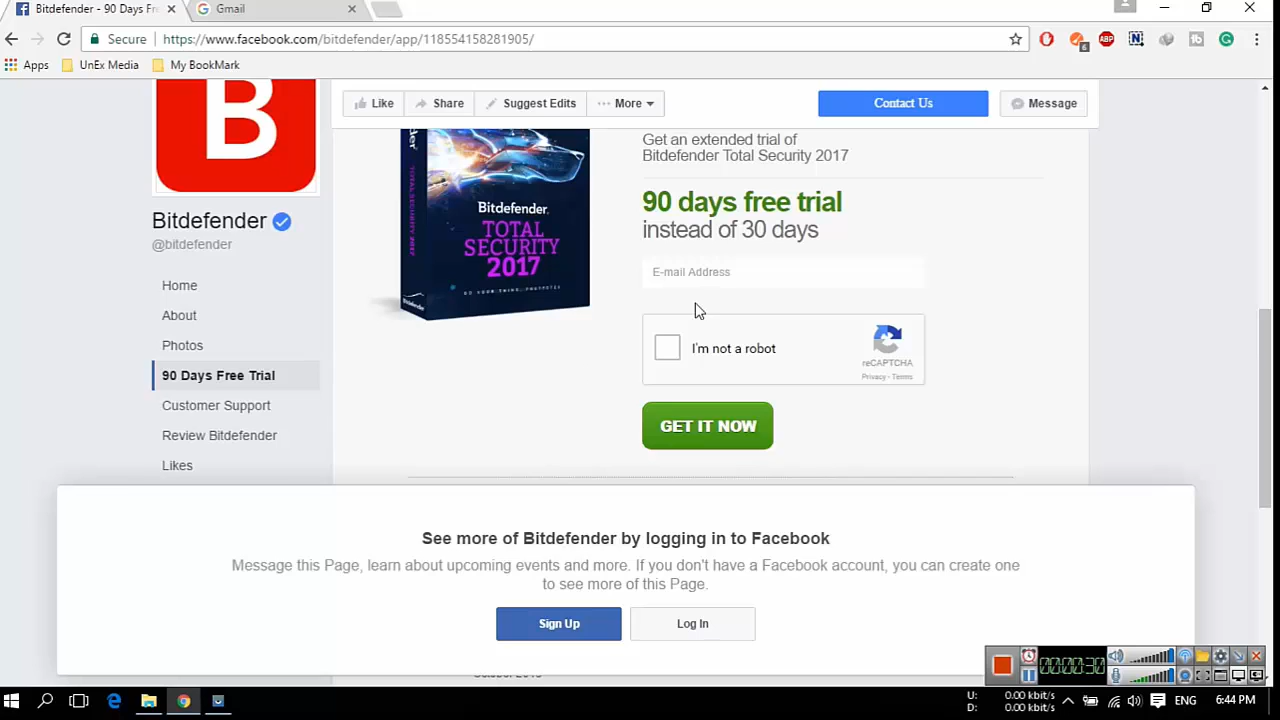 Bitdefender - 90 Days Fr
Gmail
Secure
https://www.facebook.com/bitdefender/app/118554158281905/
6
ABP
Apps
UnEx Media
My BookMark
B
Like
Share
Suggest Edits
More
Contact Us
Message
Get an extended trial of
Bitdefender Total Security 2017
Bitdefender
TOTAL
SECURITY
2017
90 days free trial
instead of 30 days
E-mail Address
I'm not a robot
reCAPTCHA
Privacy - Terms
GET IT NOW
Bitdefender
@bitdefender
Home
About
Photos
90 Days Free Trial
Customer Support
Review Bitdefender
Likes
See more of Bitdefender by logging in to Facebook
Message this Page, learn about upcoming events and more. If you don't have a Facebook account, you can create one
to see more of this Page.
Sign Up
Log In
00:00:30
U: 0.00 kbit/s
D: 0.00 kbit/s
ENG
6:44 PM